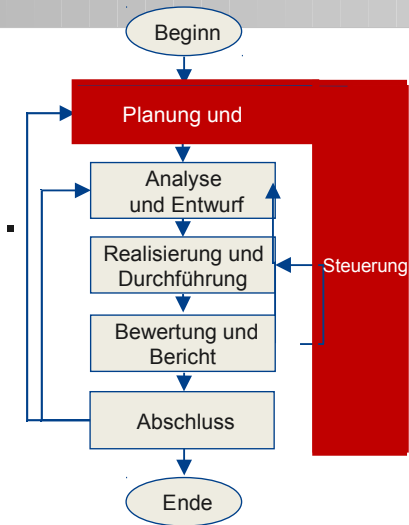 Beginn
Planung und
Analyse
und Entwurf
Realisierung und
Durchführung
Steuerung
Bewertung und
Bericht
Abschluss
Ende